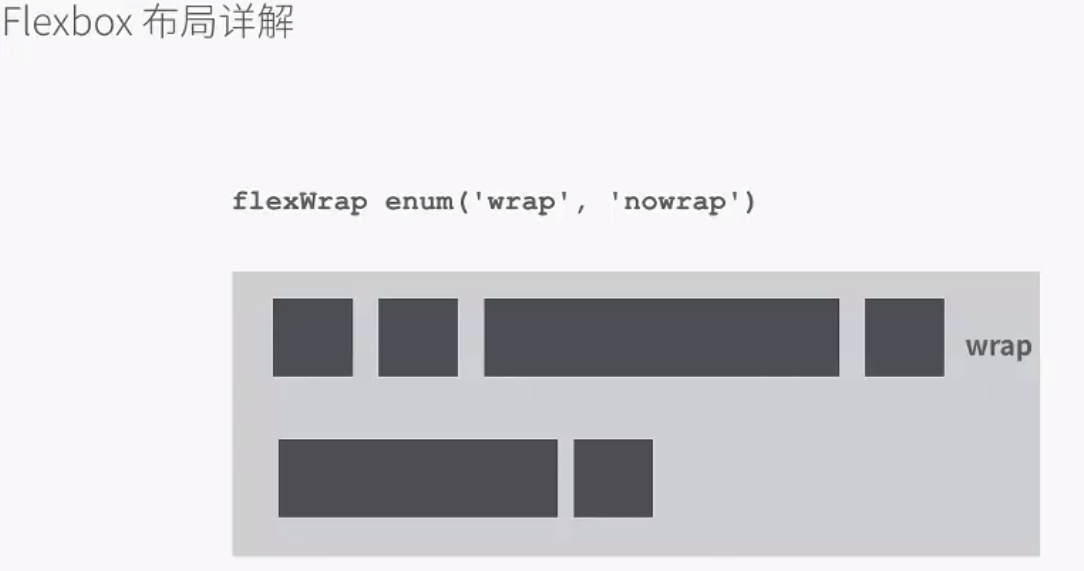 Flexbox 布局详解
flexWrap enum('wrap', 'nowrap')
wrap